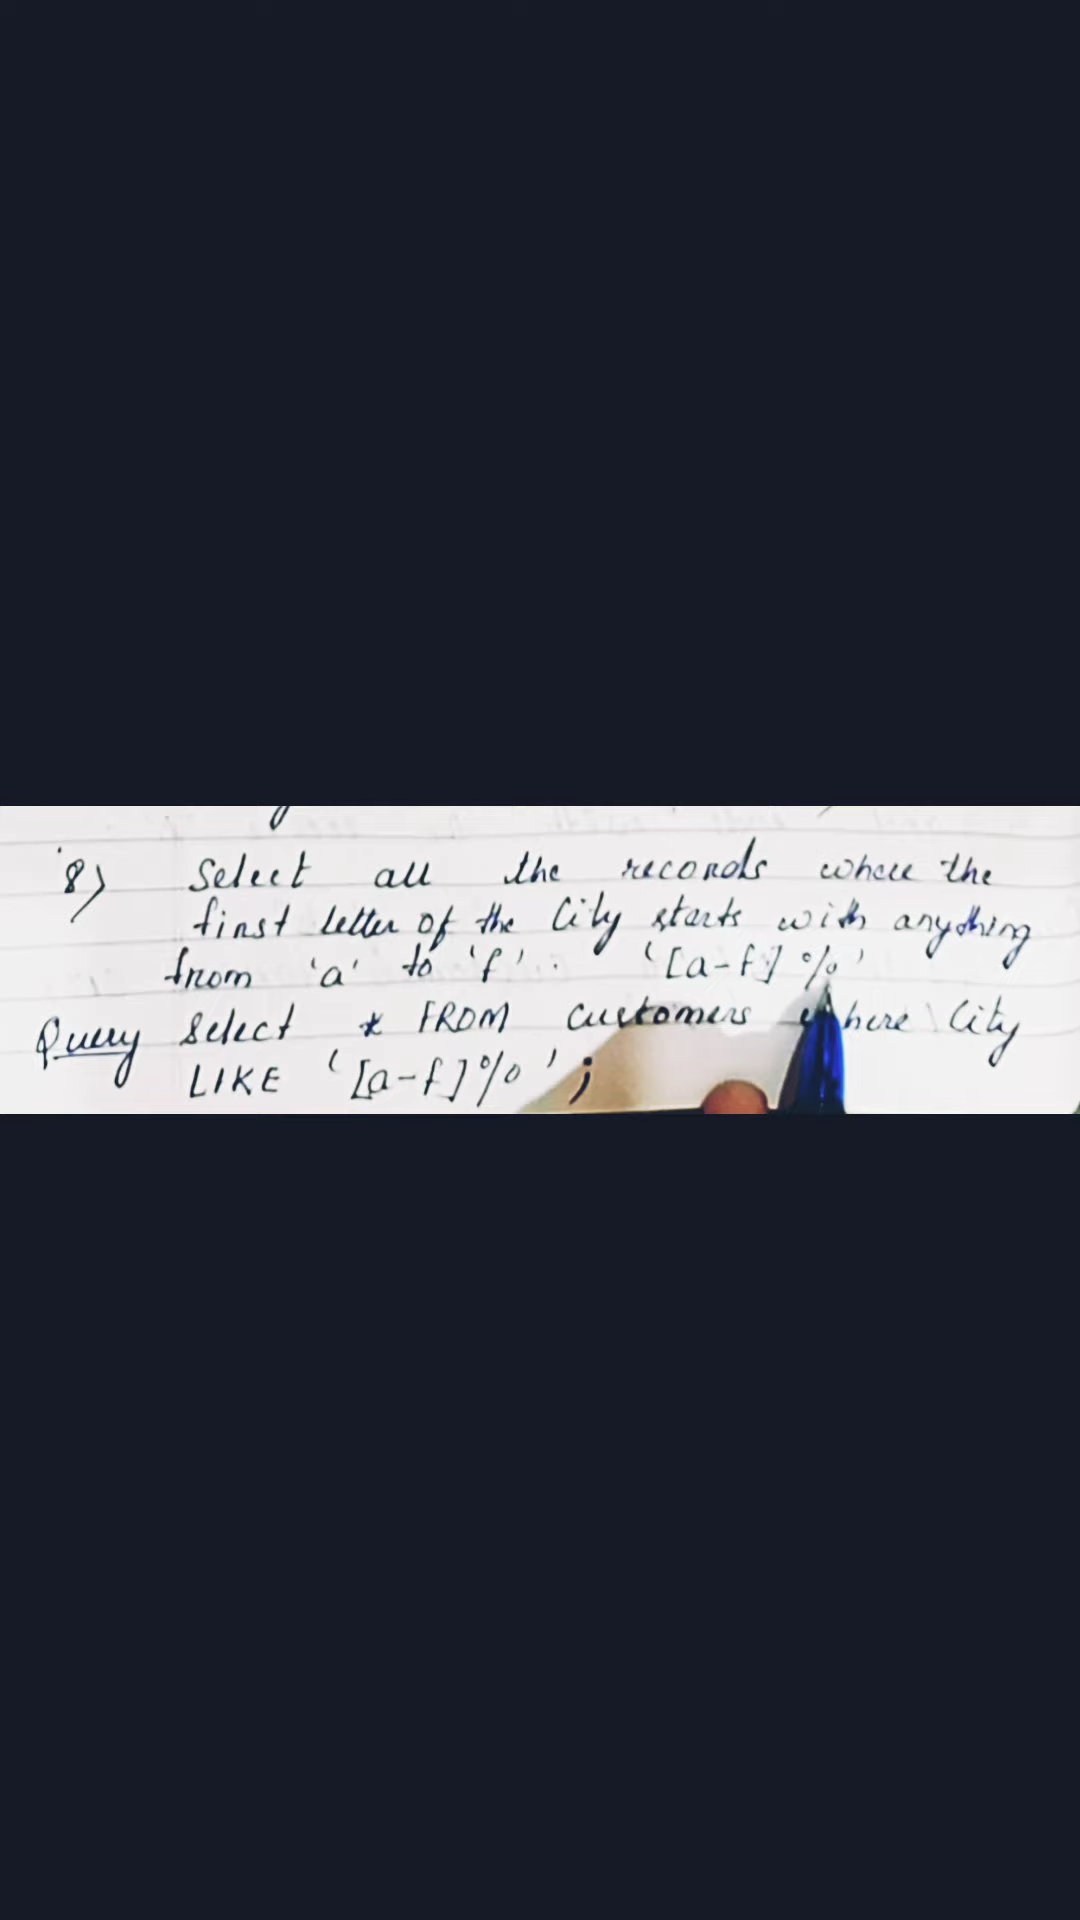 8) Select all the records where the
first letter of the City starts with anything
from 'a' to 'f'. '[a-f]%'
Query Select * FROM Customers where City
LIKE '[a-f]%';